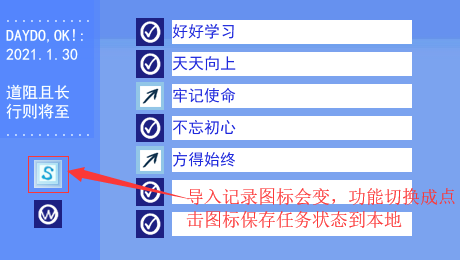 DAYDO,OK!:
2021.1.30
道阻且长
行则将至
S
W
好好学习
天天向上
牢记使命
不忘初心
方得始终
导入记录图标会变，功能切换成点
击图标保存任务状态到本地